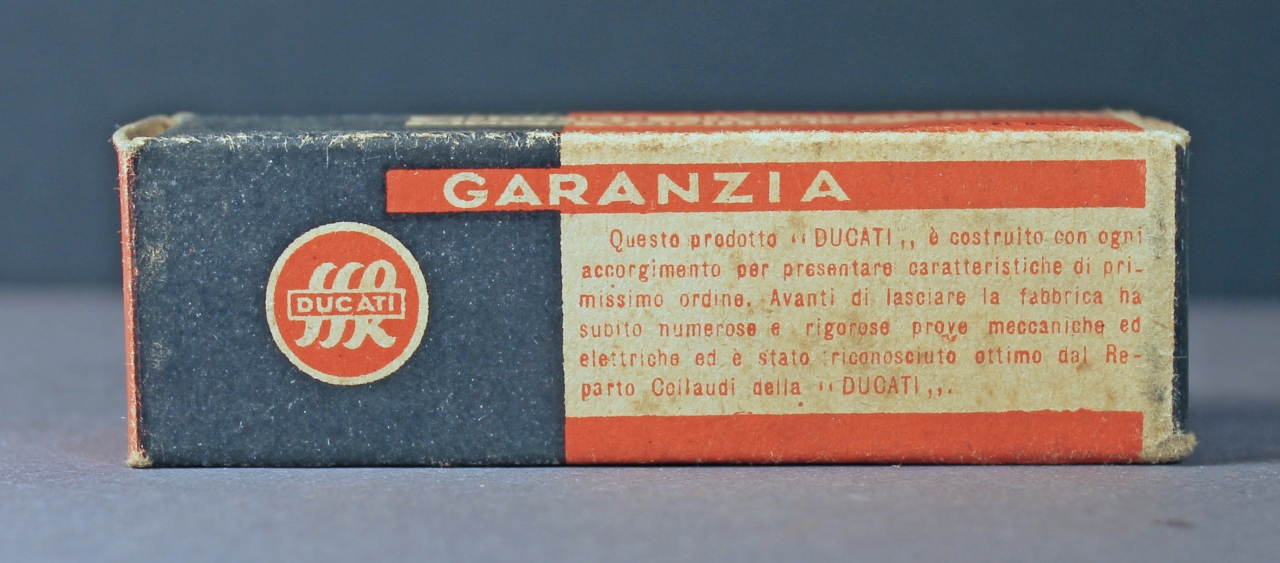 GARANZIA
DUCATI
SSR
Questo prodotto “DUCATI„ è costruito con ogni
accorgimento per presentare caratteristiche di pri-
missimo ordine. Avanti di lasciare la fabbrica ha
subito numerose e rigorose prove meccaniche ed
elettriche ed è stato riconosciuto ottimo dal Re-
parto Collaudi della “DUCATI„.